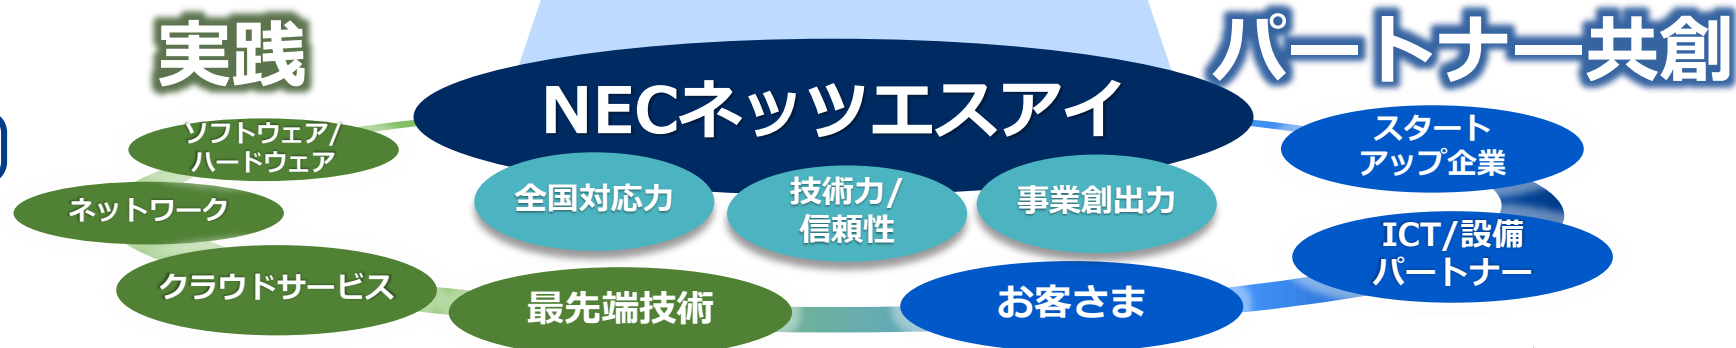 実践
パートナー共創
NECネッツエスアイ
ソフトウェア/
ハードウェア
ネットワーク
クラウドサービス
最先端技術
全国対応力
技術力/
信頼性
事業創出力
スタート
アップ企業
ICT/設備
パートナー
お客さま